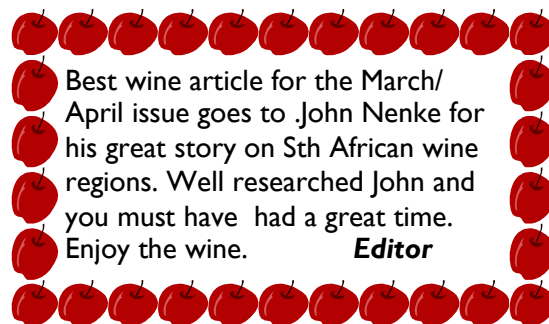 Best wine article for the March/
April issue goes to .John Nenke for
his great story on Sth African wine
regions. Well researched John and
you must have  had a great time.
Enjoy the wine. Editor